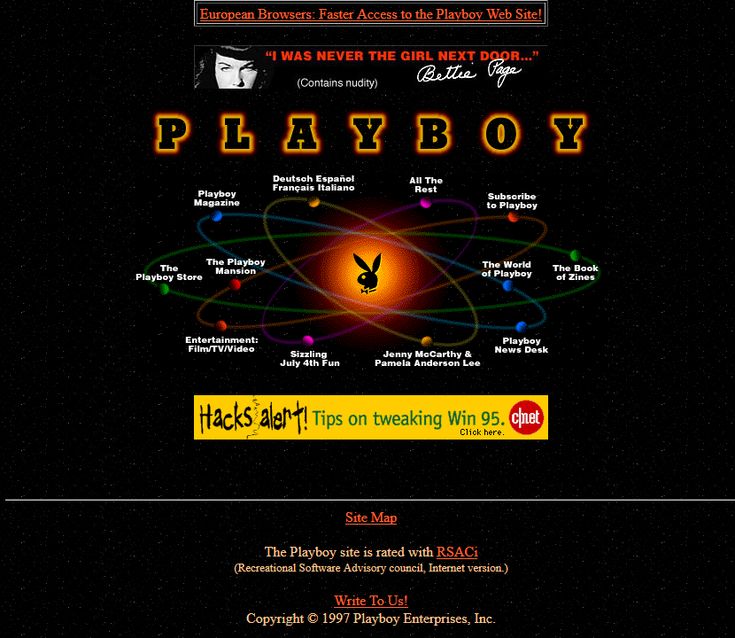 European Browsers: Faster Access to the Playboy Web Site!
“I WAS NEVER THE GIRL NEXT DOOR...”
(Contains nudity)
Bettie Page
PLAYBOY
Deutsch Español
Français Italiano
All The
Rest
Playboy
Magazine
Subscribe
to Playboy
The
Playboy Store
The Playboy
Mansion
The World
of Playboy
The Book
of Zines
Entertainment:
Film/TV/Video
Sizzling
July 4th Fun
Jenny McCarthy &
Pamela Anderson Lee
Playboy
News Desk
Hacks alert! Tips on tweaking Win 95.
Click here.
c|net
Site Map
The Playboy site is rated with RSACi
(Recreational Software Advisory council, Internet version.)
Write To Us!
Copyright © 1997 Playboy Enterprises, Inc.